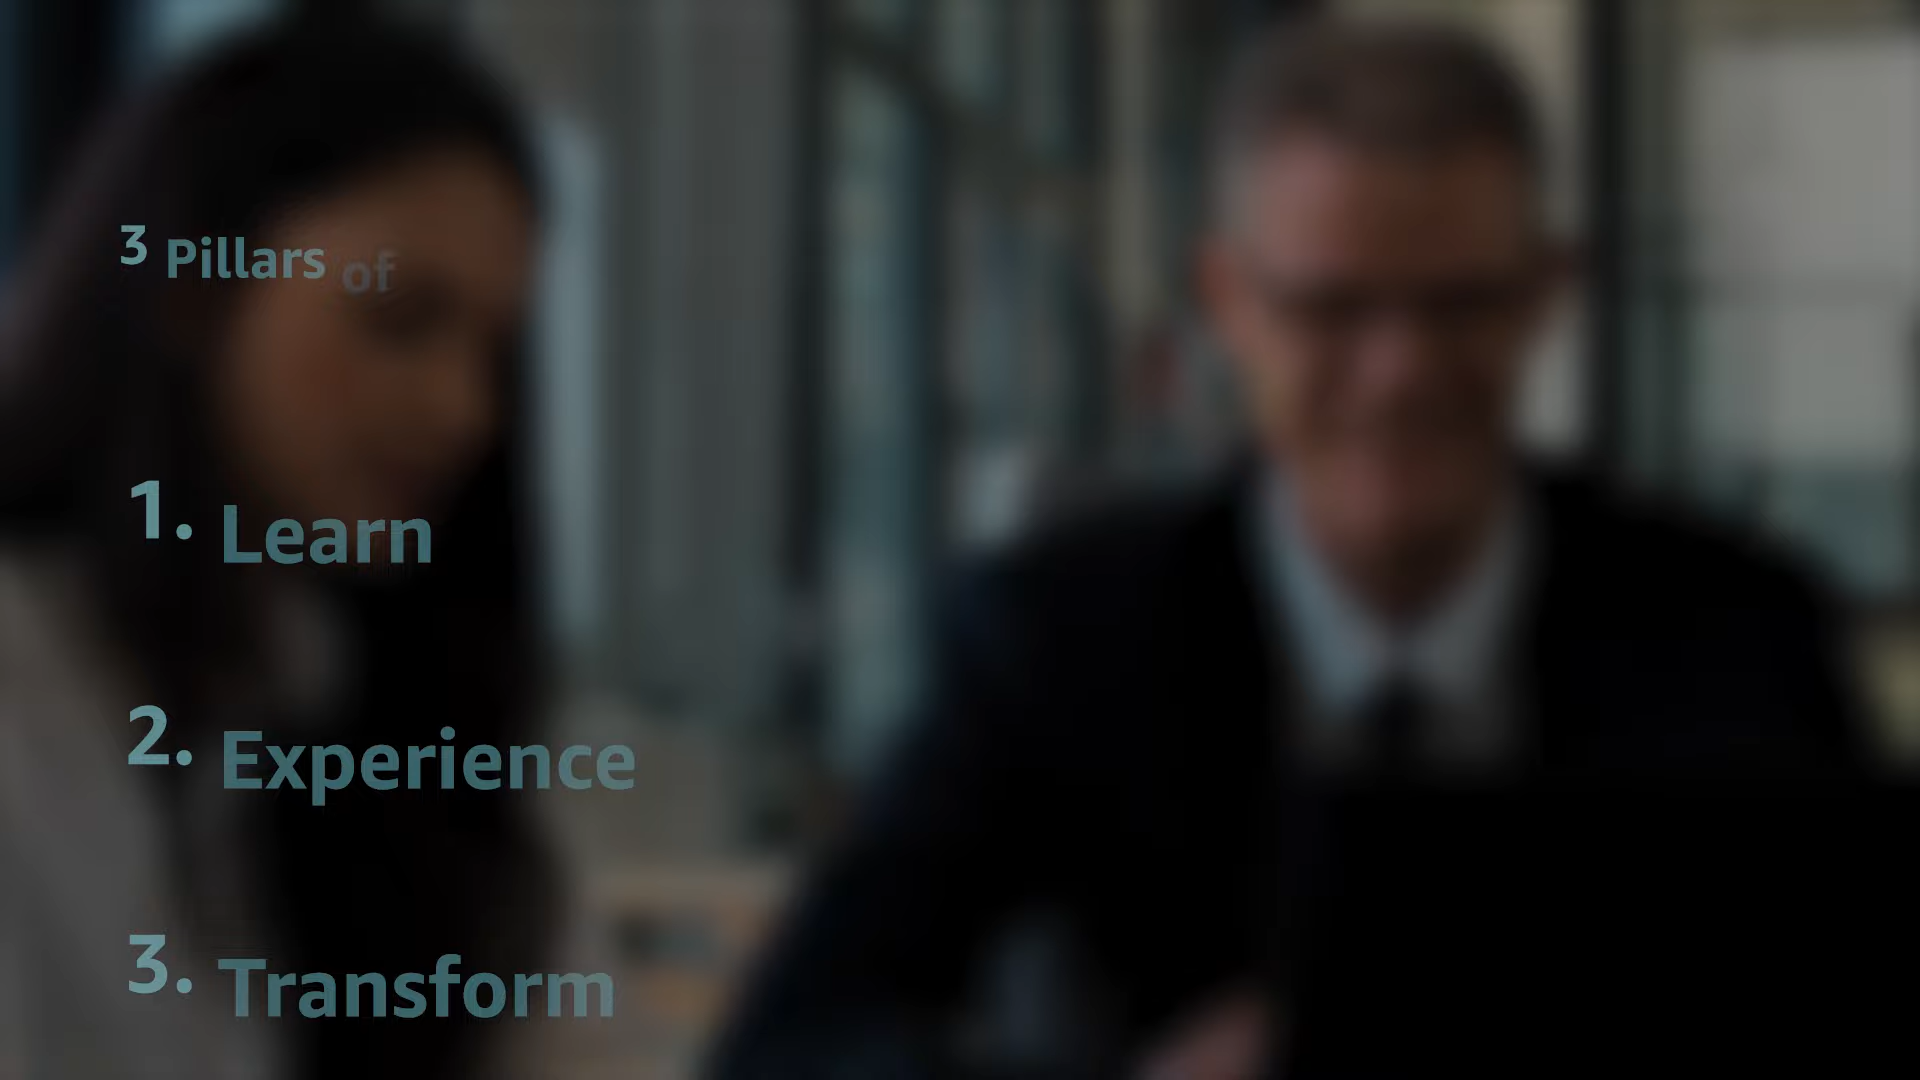 3 Pillars of
1. Learn
2. Experience
3. Transform